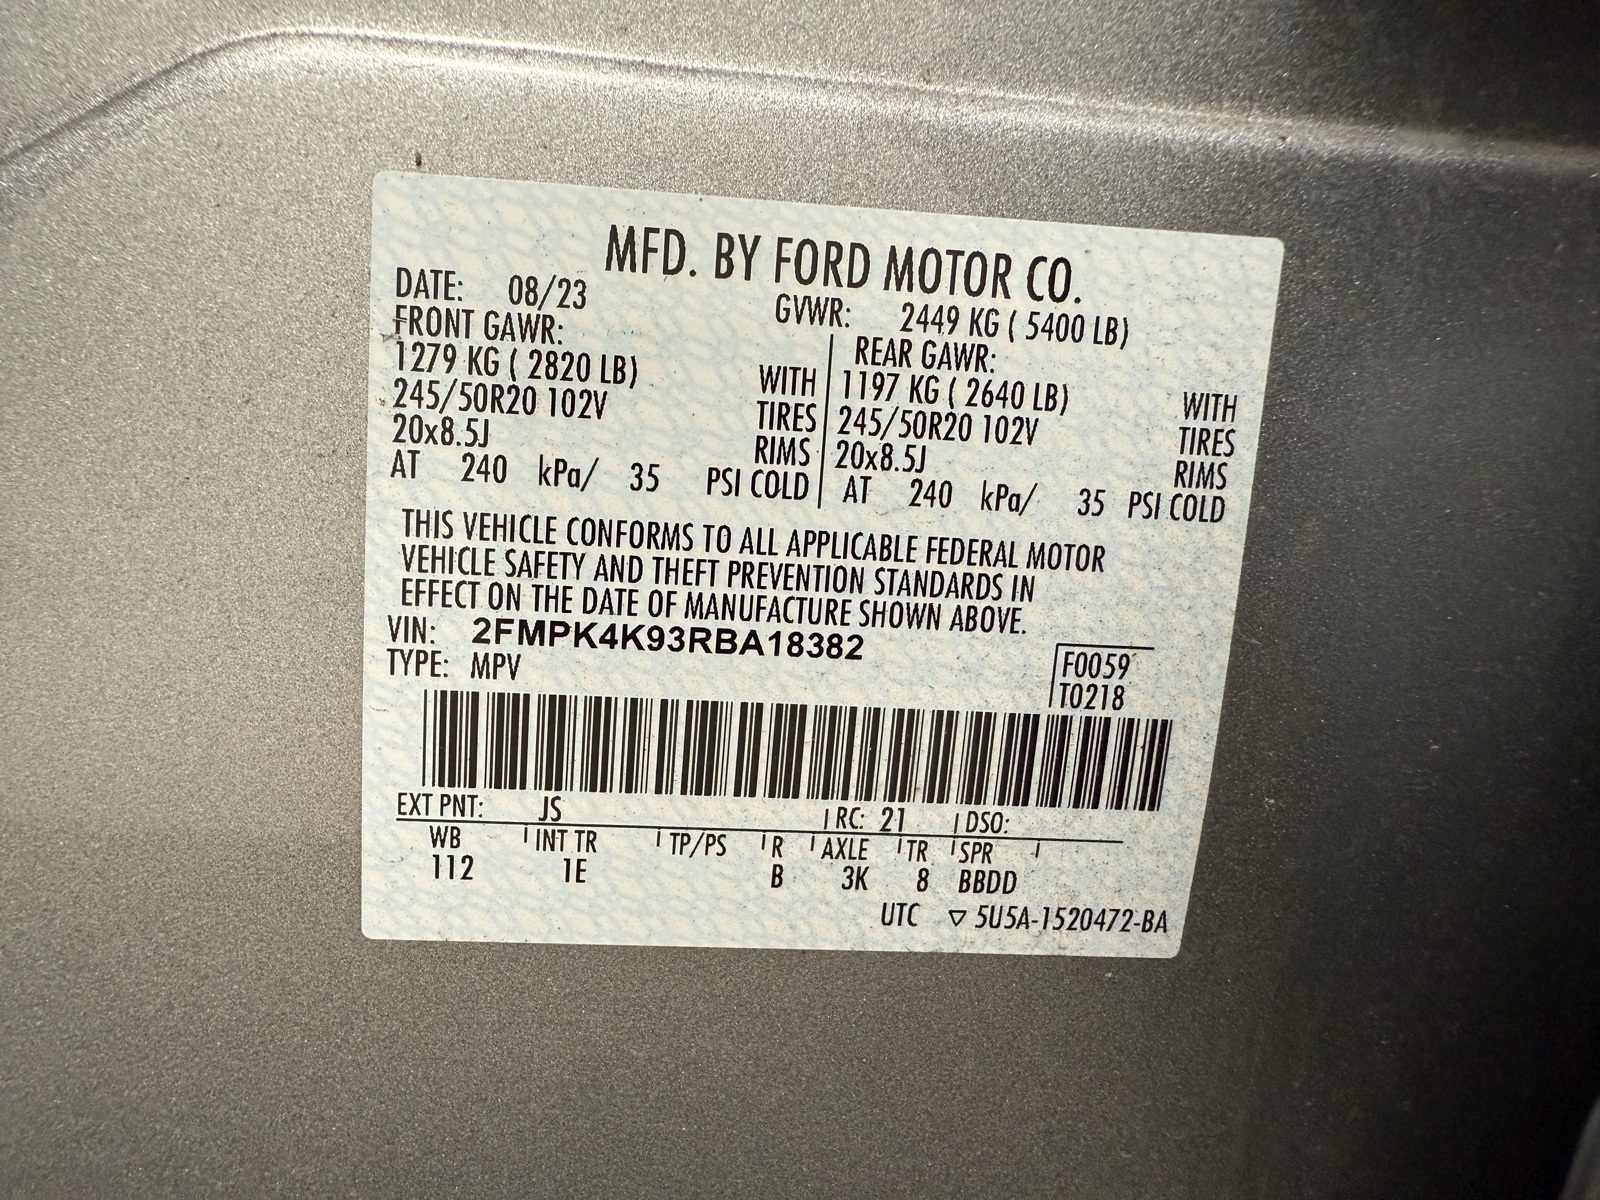 MFD. BY FORD MOTOR CO.
DATE: 08/23 GVWR: 2449 KG ( 5400 LB)
FRONT GAWR: REAR GAWR:
1279 KG ( 2820 LB) WITH 1197 KG ( 2640 LB) WITH
245/50R20 102V TIRES 245/50R20 102V TIRES
20x8.5J RIMS 20x8.5J RIMS
AT 240 kPa/ 35 PSI COLD AT 240 kPa/ 35 PSI COLD
THIS VEHICLE CONFORMS TO ALL APPLICABLE FEDERAL MOTOR
VEHICLE SAFETY AND THEFT PREVENTION STANDARDS IN
EFFECT ON THE DATE OF MANUFACTURE SHOWN ABOVE.
VIN: 2FMPK4K93RBA18382
TYPE: MPV
F0059
T0218
EXT PNT: JS RC: 21 DSO:
WB INT TR TP/PS R AXLE TR SPR
112 1E B 3K 8 BBDD
UTC ▽ 5U5A-1520472-BA